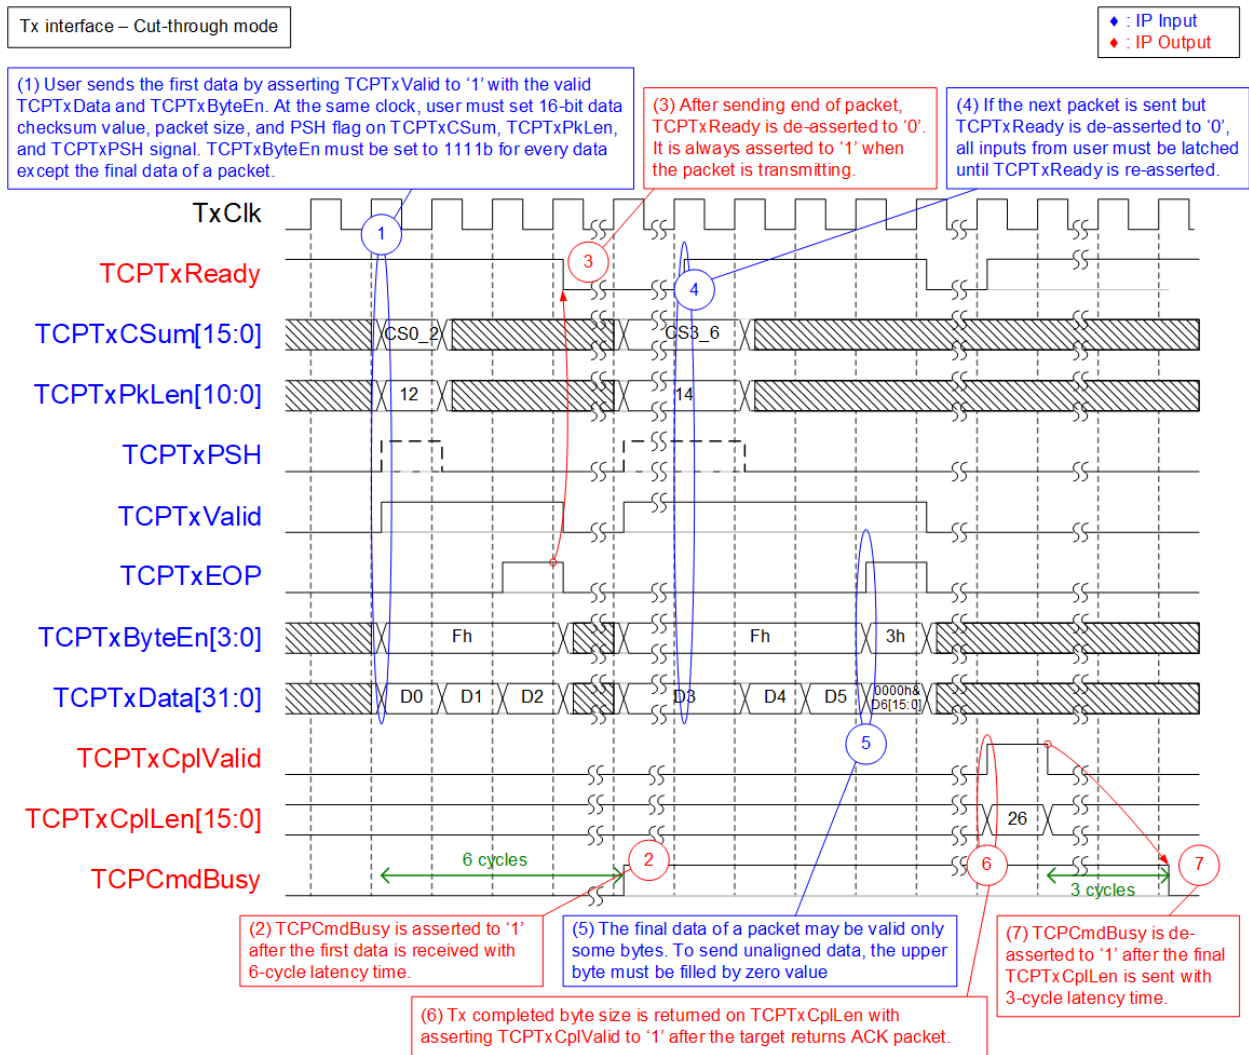 Tx interface – Cut-through mode
♦ : IP Input
♦ : IP Output
(1) User sends the first data by asserting TCPTxValid to ‘1’ with the valid
TCPTxData and TCPTxByteEn. At the same clock, user must set 16-bit data
checksum value, packet size, and PSH flag on TCPTxCSum, TCPTxPkLen,
and TCPTxPSH signal. TCPTxByteEn must be set to 1111b for every data
except the final data of a packet.
(3) After sending end of packet,
TCPTxReady is de-asserted to ‘0’.
It is always asserted to ‘1’ when
the packet is transmitting.
(4) If the next packet is sent but
TCPTxReady is de-asserted to ‘0’,
all inputs from user must be latched
until TCPTxReady is re-asserted.
TxClk
1
TCPTxReady
3
4
TCPTxCSum[15:0]
CS0_2
CS3_6
TCPTxPkLen[10:0]
12
14
TCPTxPSH
TCPTxValid
TCPTxEOP
TCPTxByteEn[3:0]
Fh
Fh
3h
TCPTxData[31:0]
D0
D1
D2
D3
D4
D5
0000h&
D6[15:0]
5
TCPTxCplValid
TCPTxCplLen[15:0]
26
TCPCmdBusy
6 cycles
2
6
3 cycles
7
(2) TCPCmdBusy is asserted to ‘1’
after the first data is received with
6-cycle latency time.
(5) The final data of a packet may be valid only
some bytes. To send unaligned data, the upper
byte must be filled by zero value
(7) TCPCmdBusy is de-
asserted to ‘1’ after the final
TCPTxCplLen is sent with
3-cycle latency time.
(6) Tx completed byte size is returned on TCPTxCplLen with
asserting TCPTxCplValid to ‘1’ after the target returns ACK packet.